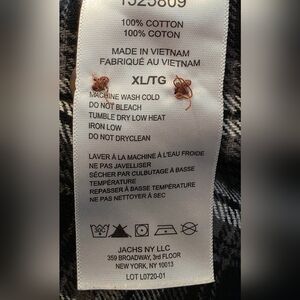 1525809
100% COTTON
100% COTON
MADE IN VIETNAM
FABRIQUÉ AU VIETNAM
XL/TG
MACHINE WASH COLD
DO NOT BLEACH
TUMBLE DRY LOW HEAT
IRON LOW
DO NOT DRYCLEAN
LAVER À LA MACHINE À L'EAU FROIDE
NE PAS JAVELLISER
SÉCHER PAR CULBUTAGE À BASSE
TEMPÉRATURE
REPASSER À BASSE TEMPÉRATURE
NE PAS NETTOYER À SEC
JACHS NY LLC
359 BROADWAY, 3rd FLOOR
NEW YORK, NY 10013
LOT L0720-01